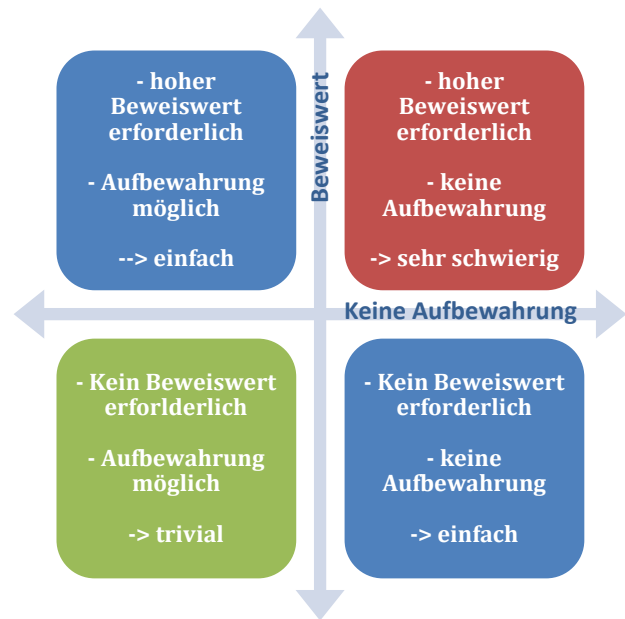 - hoher
Beweiswert
erforderlich
- Aufbewahrung
möglich
--> einfach
Beweiswert
- hoher
Beweiswert
erforderlich
- keine
Aufbewahrung
-> sehr schwierig
Keine Aufbewahrung
- Kein Beweiswert
erforlderlich
- Aufbewahrung
möglich
-> trivial
- Kein Beweiswert
erforderlich
- keine
Aufbewahrung
-> einfach